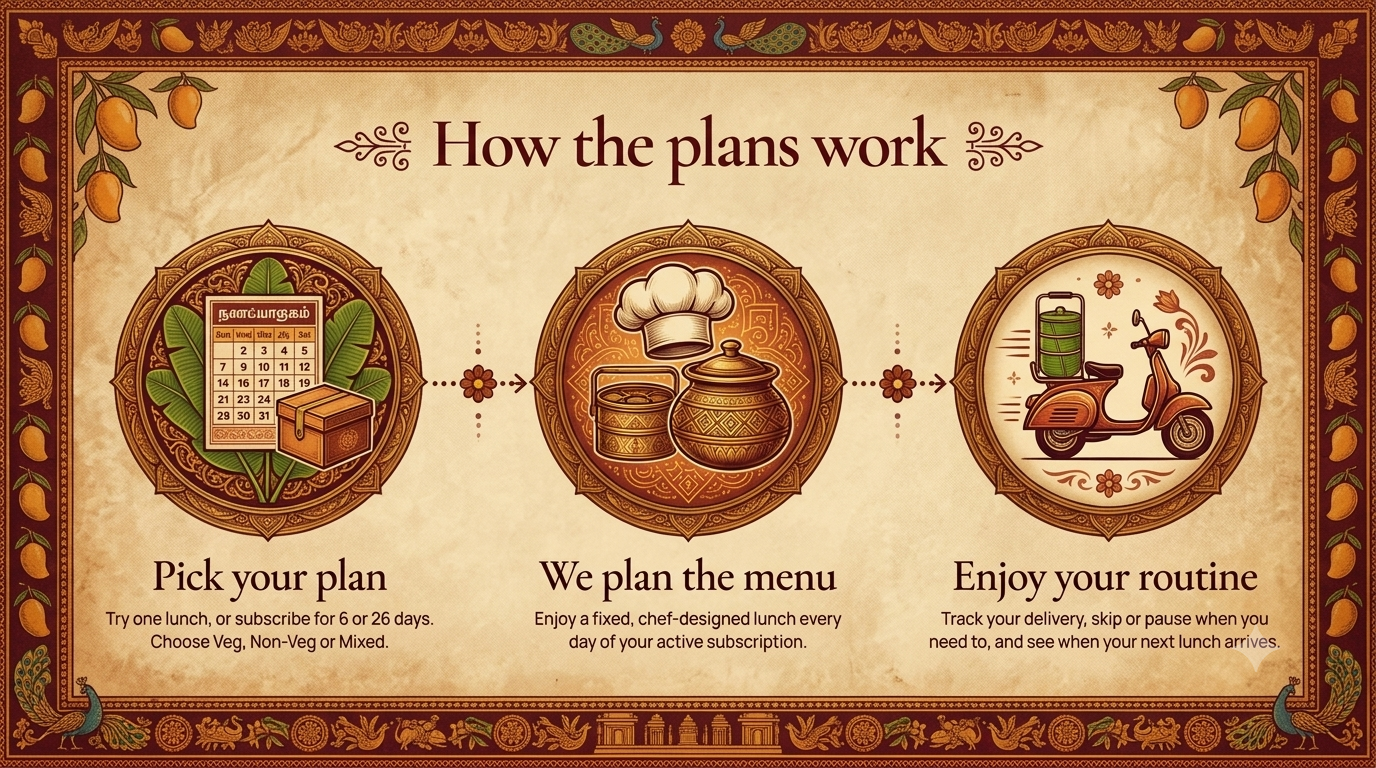 How the plans work
Sun Sat
2 3 4 5
7 9 10 11 12
14 16 17 18 19
21 23 24
30 31
Pick your plan
Try one lunch, or subscribe for 6 or 26 days.
Choose Veg, Non-Veg or Mixed.
We plan the menu
Enjoy a fixed, chef-designed lunch every
day of your active subscription.
Enjoy your routine
Track your delivery, skip or pause when you
need to, and see when your next lunch arrives.